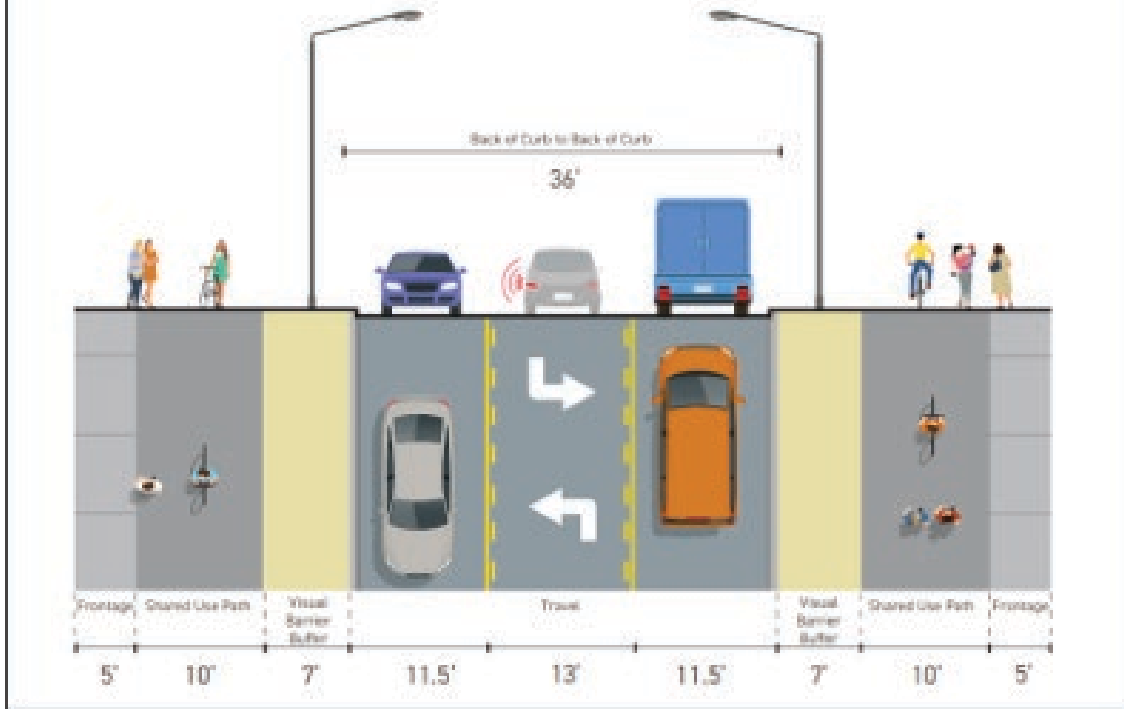 Back of Curb to Back of Curb
36'
Frontage Shared Use Path Visual Barrier Buffer Travel Visual Barrier Buffer Shared Use Path Frontage
5' 10' 7' 11.5' 13' 11.5' 7' 10' 5'